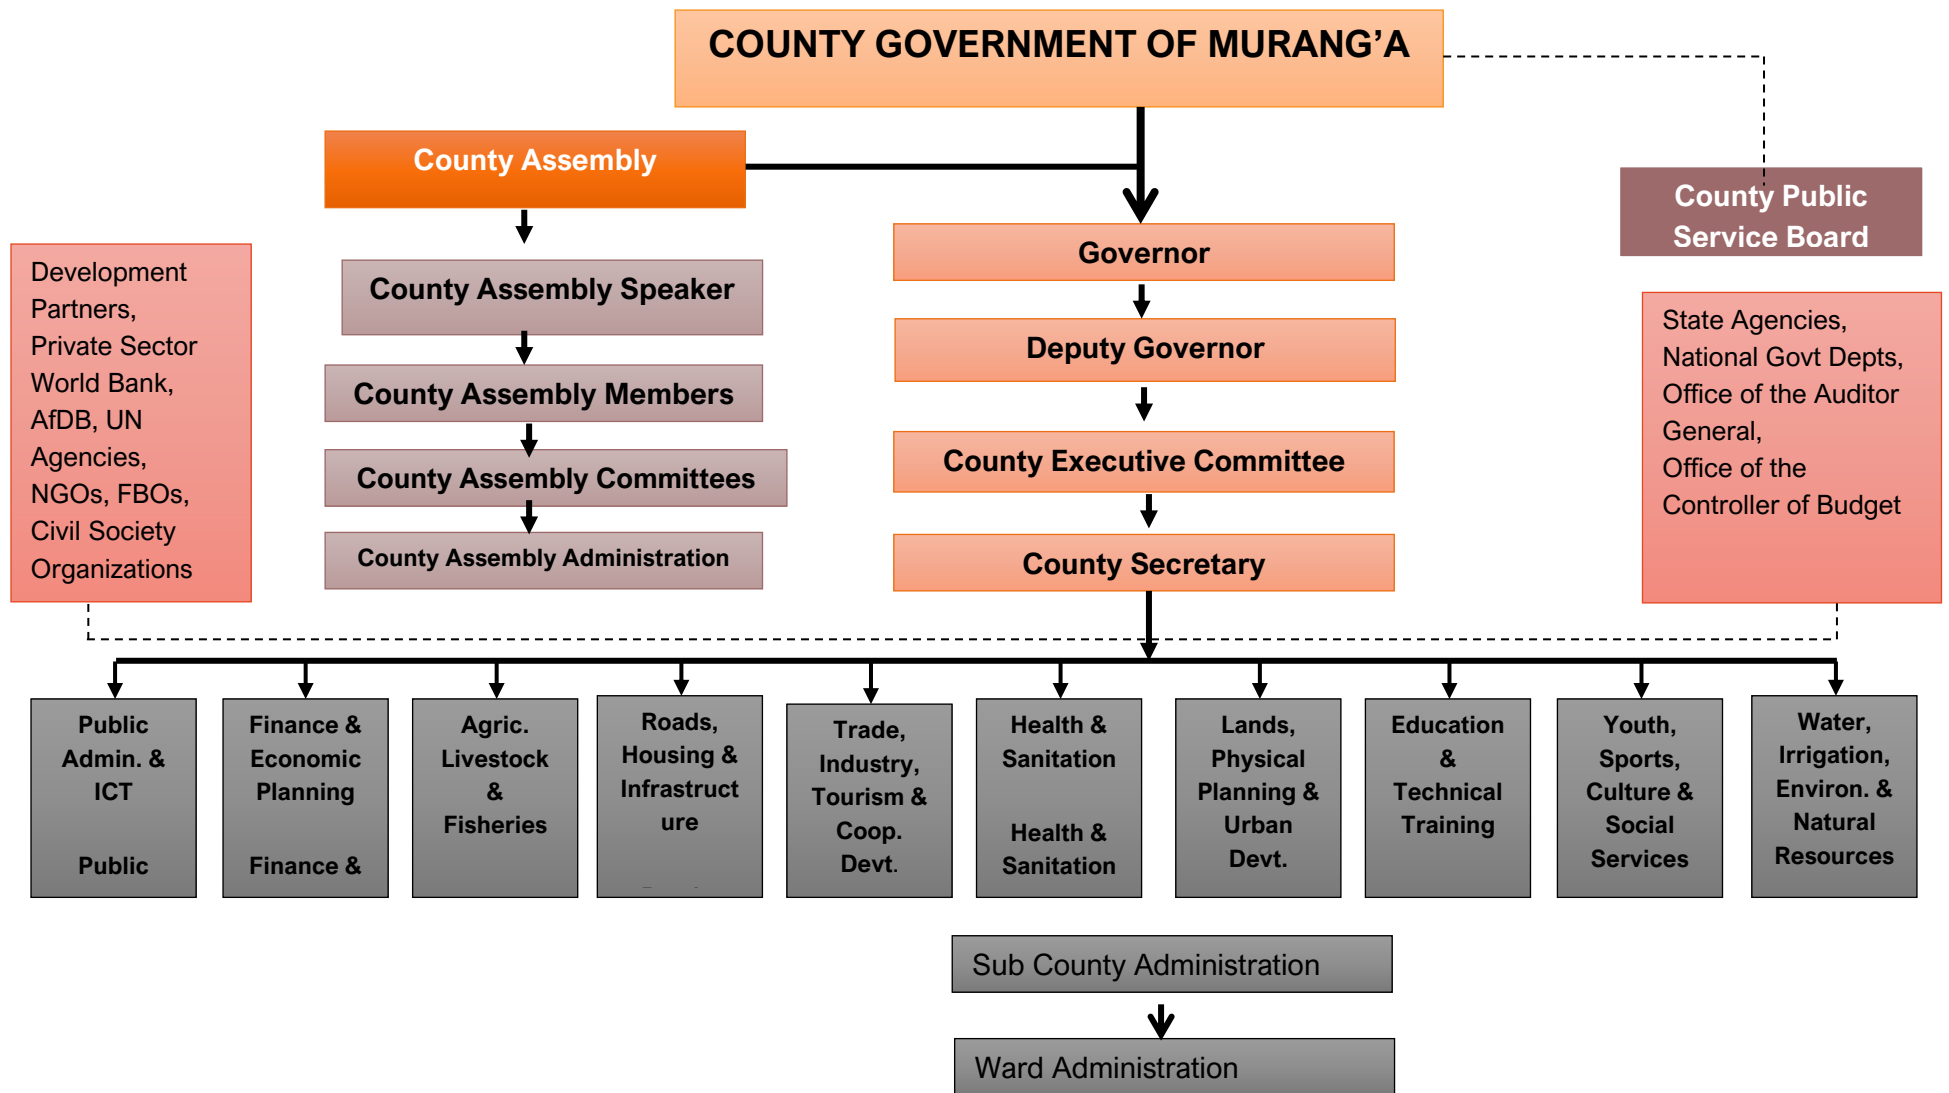 COUNTY GOVERNMENT OF MURANG’A
County Assembly
County Public
Service Board
Governor
Development
Partners,
Private Sector
World Bank,
AfDB, UN
Agencies,
NGOs, FBOs,
Civil Society
Organizations
County Assembly Speaker
County Assembly Members
County Assembly Committees
County Assembly Administration
Deputy Governor
County Executive Committee
County Secretary
State Agencies,
National Govt Depts,
Office of the Auditor
General,
Office of the
Controller of Budget
Public
Admin. &
ICT
Public
Finance &
Economic
Planning
Finance &
Agric.
Livestock
&
Fisheries
Roads,
Housing &
Infrastruct
ure
Trade,
Industry,
Tourism &
Coop.
Devt.
Health &
Sanitation
Health &
Sanitation
Lands,
Physical
Planning &
Urban
Devt.
Education
&
Technical
Training
Youth,
Sports,
Culture &
Social
Services
Water,
Irrigation,
Environ. &
Natural
Resources
Sub County Administration
Ward Administration